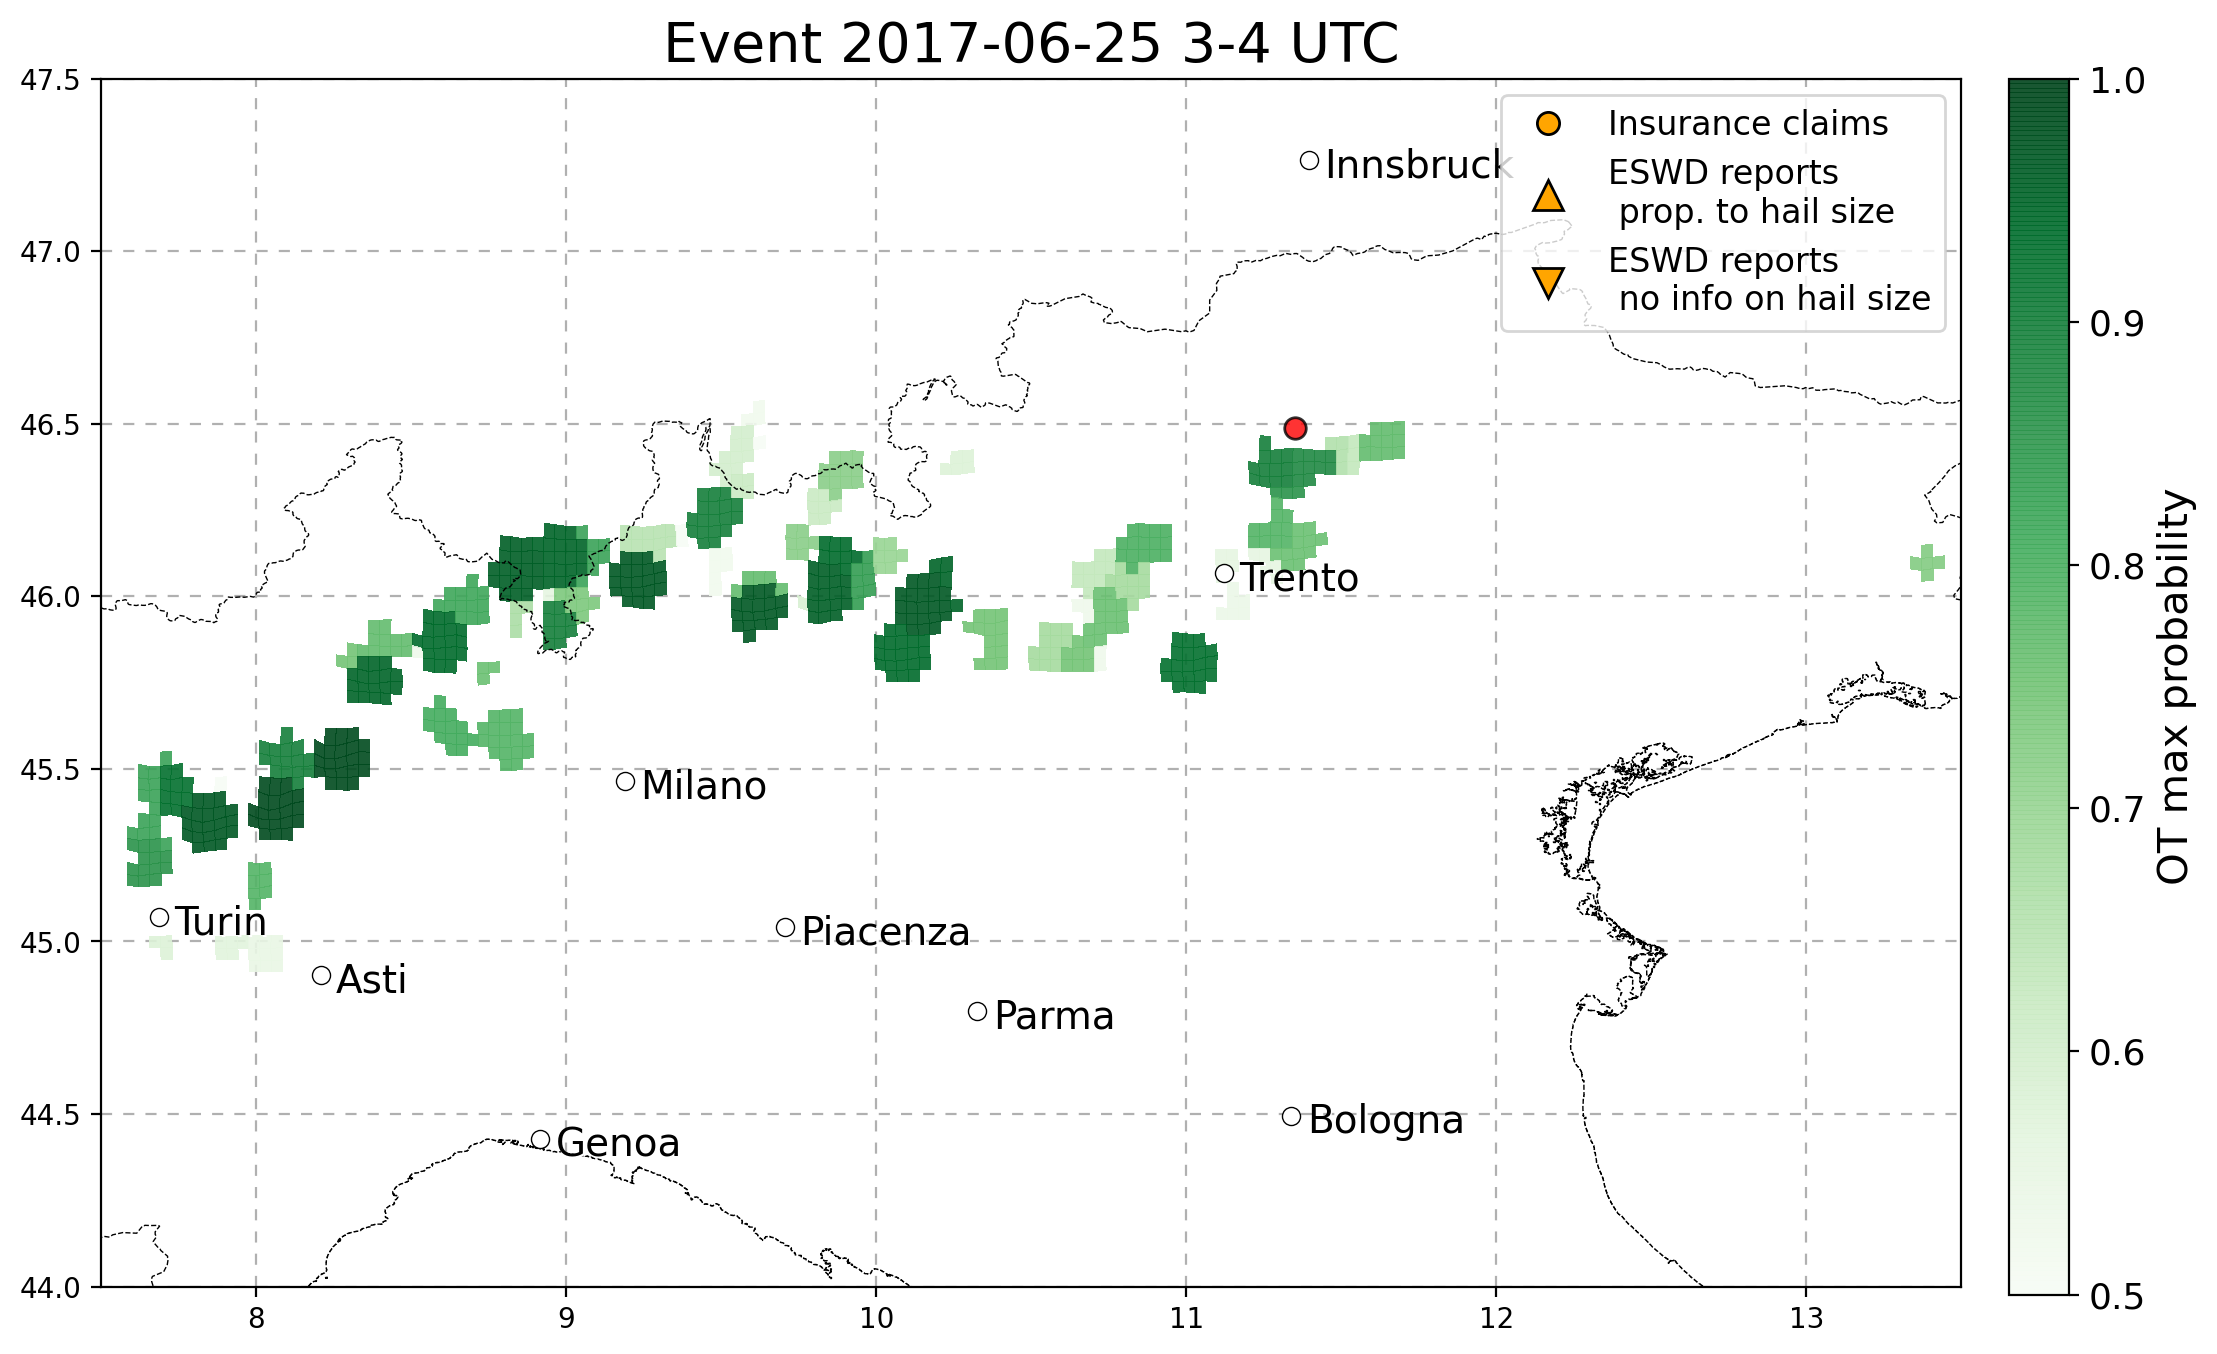 Event 2017-06-25 3-4 UTC
47.5
47.0
46.5
46.0
45.5
45.0
44.5
44.0
8
9
10
11
12
13
Insurance claims
ESWD reports
prop. to hail size
ESWD reports
no info on hail size
Innsbruck
Trento
Milano
Turin
Piacenza
Asti
Parma
Bologna
Genoa
1.0
0.9
0.8
0.7
0.6
0.5
OT max probability